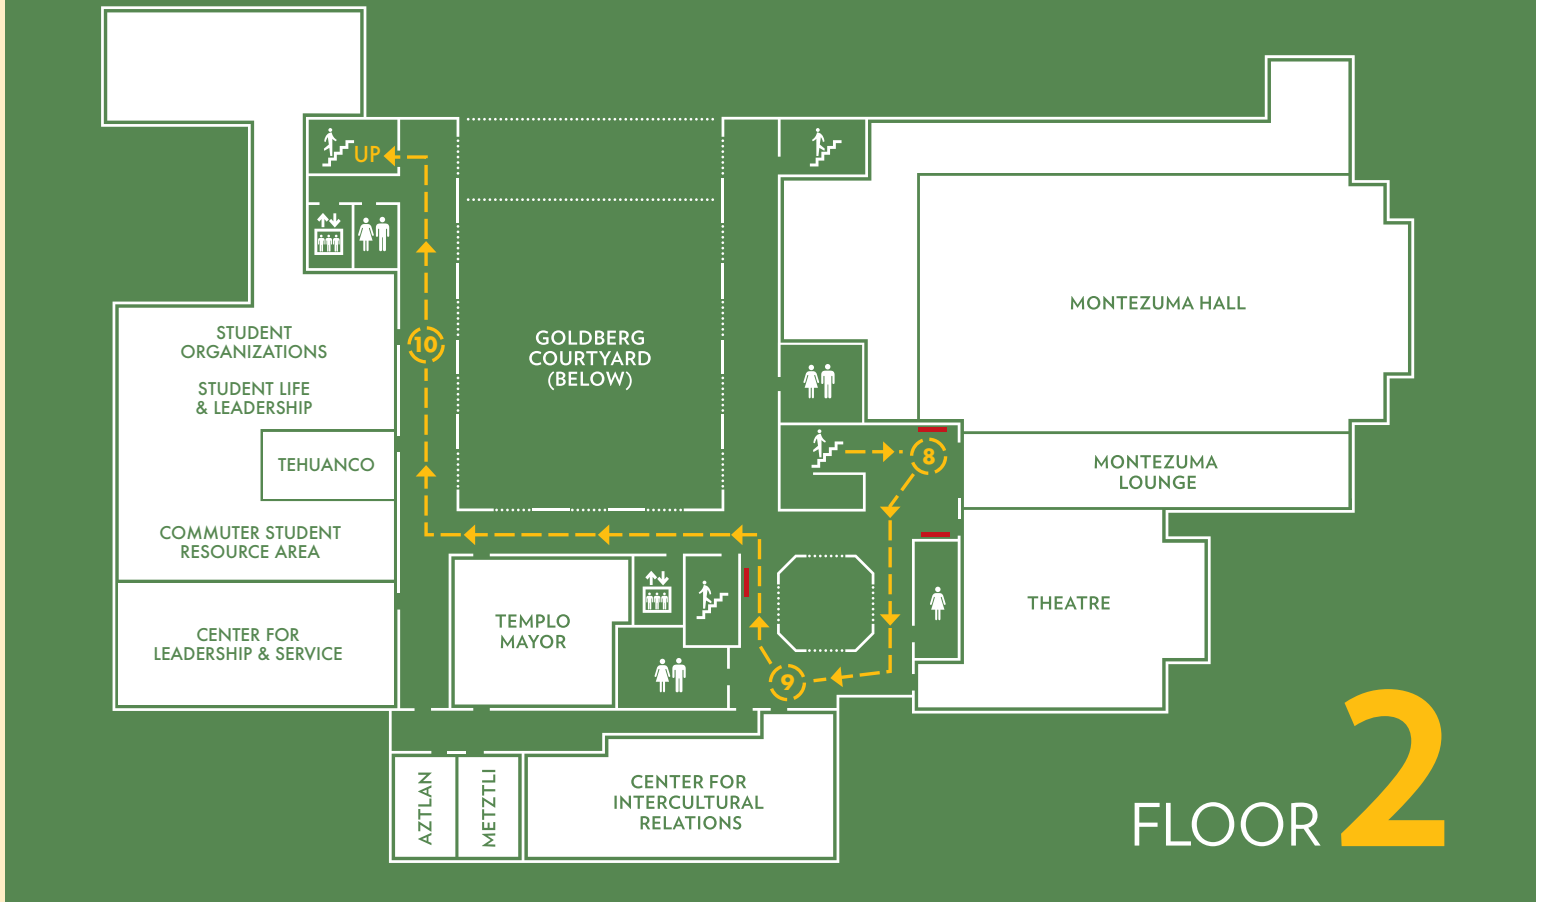 UP
GOLDBERG
COURTYARD
(BELOW)
MONTEZUMA HALL
STUDENT
ORGANIZATIONS
STUDENT LIFE
& LEADERSHIP
10
TEHUANCO
8
MONTEZUMA
LOUNGE
COMMUTER STUDENT
RESOURCE AREA
TEMPLO
MAYOR
THEATRE
CENTER FOR
LEADERSHIP & SERVICE
9
AZTLAN
METZTLI
CENTER FOR
INTERCULTURAL
RELATIONS
FLOOR 2